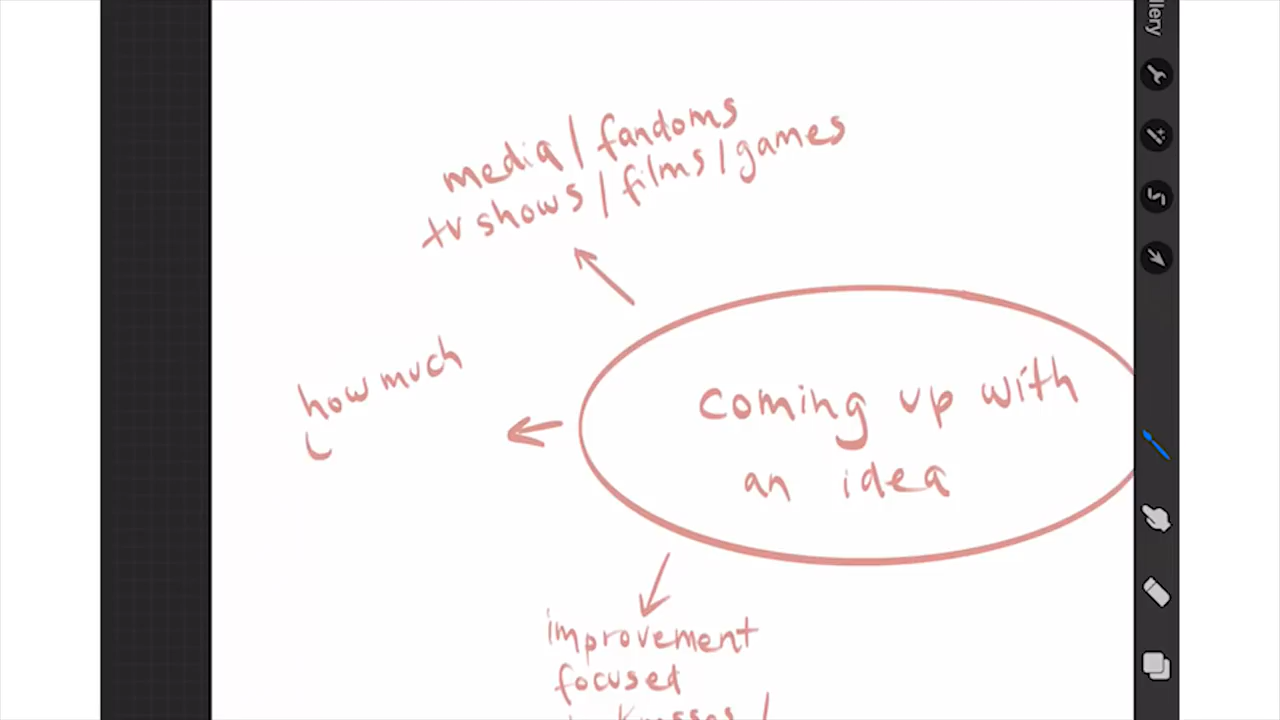 media / fandoms
tv shows / films / games
how much
coming up with
an idea
improvement
focused